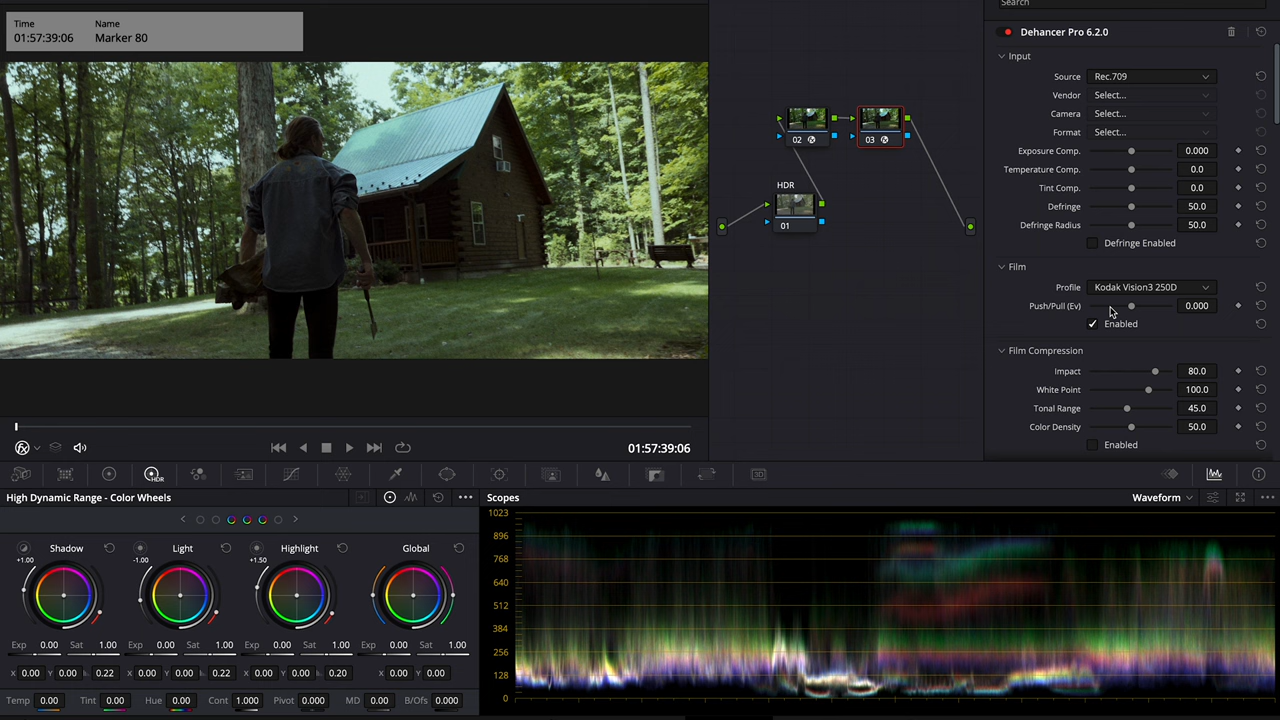 Search
Time Name
01:57:39:06 Marker 80
Dehancer Pro 6.2.0
Input
Source Rec.709
Vendor Select...
Camera Select...
Format Select...
Exposure Comp. 0.000
Temperature Comp. 0.0
Tint Comp. 0.0
Defringe 50.0
Defringe Radius 50.0
Defringe Enabled
Film
Profile Kodak Vision3 250D
Push/Pull (Ev) 0.000
Enabled
Film Compression
Impact 80.0
White Point 100.0
Tonal Range 45.0
Color Density 50.0
Enabled
02 03
HDR
01
fx 01:57:39:06
HDR 3D
High Dynamic Range - Color Wheels
Shadow Light Highlight Global
+1.00 -1.00 +1.50
Exp 0.00 Sat 1.00 Exp 0.00 Sat 1.00 Exp 0.00 Sat 1.00 Exp 0.00 Sat 1.00
X 0.00 Y 0.00 L 0.22 X 0.00 Y 0.00 L 0.22 X 0.00 Y 0.00 L 0.20 X 0.00 Y 0.00
Temp 0.00 Tint 0.00 Hue 0.00 Cont 1.000 Pivot 0.000 MD 0.00 B/Ofs 0.000
Scopes Waveform
1023
896
768
640
512
384
256
128
0